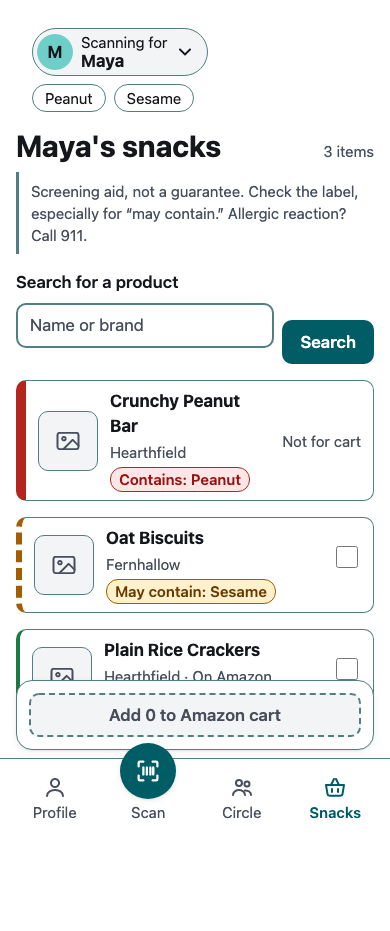 M
Scanning for
Maya
Peanut
Sesame
Maya's snacks
3 items
Screening aid, not a guarantee. Check the label,
especially for “may contain.” Allergic reaction?
Call 911.
Search for a product
Name or brand
Search
Crunchy Peanut
Bar
Hearthfield
Contains: Peanut
Not for cart
Oat Biscuits
Fernhallow
May contain: Sesame
Plain Rice Crackers
Hearthfield · On Amazon
Add 0 to Amazon cart
Profile
Scan
Circle
Snacks